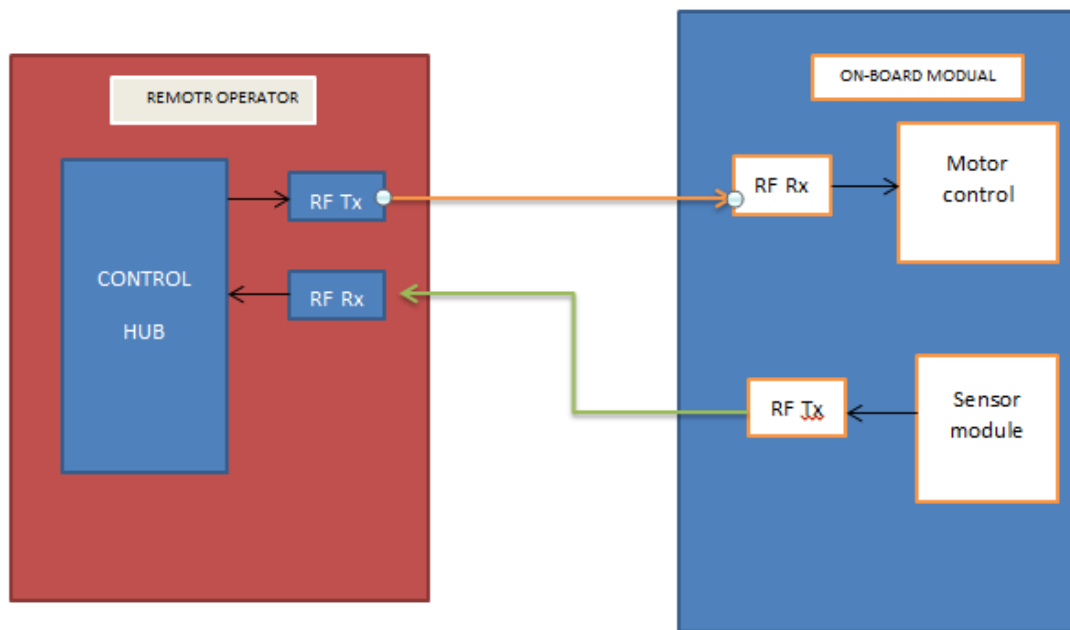 REMOTR OPERATOR
CONTROL
HUB
RF Tx
RF Rx
ON-BOARD MODUAL
RF Rx
Motor
control
RF Tx
Sensor
module